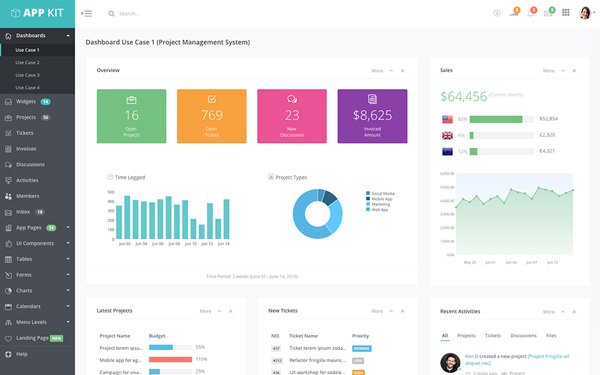 APP KIT
Search...
Dashboards
Use Case 1
Use Case 2
Use Case 3
Use Case 4
Widgets 14
Projects 56
Tickets
Invoices
Discussions
Activities
Members
Inbox 18
App Pages 14
UI Components
Tables
Forms
Charts
Calendars
Menu Levels
Landing Page NEW
Help
Dashboard Use Case 1 (Project Management System)
Overview
More
16
Open
Projects
769
Open
Tickets
23
New
Discussions
$8,625
Invoiced
Amount
Time Logged
500
400
300
200
100
0
Jun 02 Jun 04 Jun 06 Jun 08 Jun 10 Jun 12 Jun 14
Project Types
Social Media
Mobile App
Marketing
Web App
Time Period: 2 weeks (June 01 - June 14, 2015)
Sales
More
$64,456 (Current Month)
82% $52,854
8% £2,320
12% €4,321
6,000.00
5,000.00
4,000.00
3,000.00
2,000.00
1,000.00
0.00
May 29 Jun 01 Jun 05 Jun 10
Latest Projects
More
Project Name Budget
Project lorem ipsum... 55%
Mobile app for eg... 110%
Campaign for viva...
New Tickets
More
NO. Ticket Name Priority
Ticket lorem ipsum soda... NORMAL
Refactor fringilla mauris LOW
UX workshop for sodale... HIGH
Recent Activities
More
All Projects Tickets Discussions Files
Ken D created a new project [Project fringilla vel
aliquet nec]
2 mins ago Project